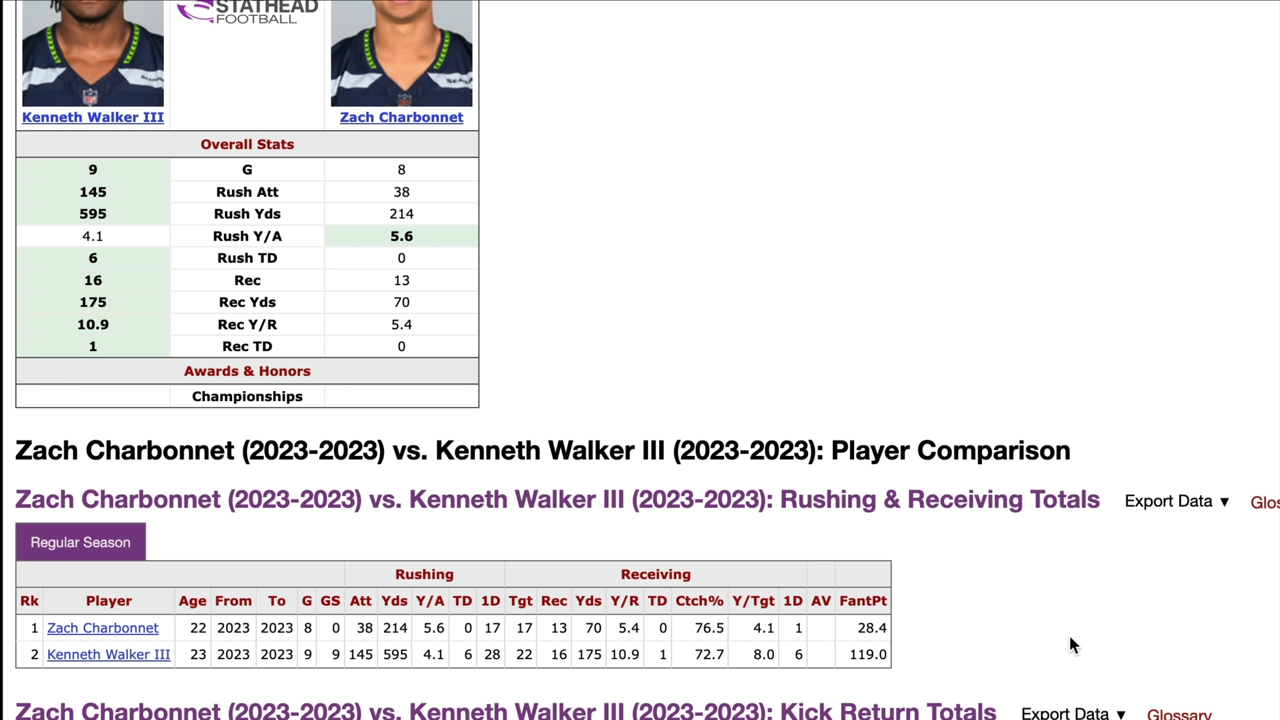 STATHEAD
FOOTBALL
Kenneth Walker III Zach Charbonnet
Overall Stats
9 G 8
145 Rush Att 38
595 Rush Yds 214
4.1 Rush Y/A 5.6
6 Rush TD 0
16 Rec 13
175 Rec Yds 70
10.9 Rec Y/R 5.4
1 Rec TD 0
Awards & Honors
Championships
Zach Charbonnet (2023-2023) vs. Kenneth Walker III (2023-2023): Player Comparison
Zach Charbonnet (2023-2023) vs. Kenneth Walker III (2023-2023): Rushing & Receiving Totals Export Data ▼ Glos
Regular Season
Rushing Receiving
Rk Player Age From To G GS Att Yds Y/A TD 1D Tgt Rec Yds Y/R TD Ctch% Y/Tgt 1D AV FantPt
1 Zach Charbonnet 22 2023 2023 8 0 38 214 5.6 0 17 17 13 70 5.4 0 76.5 4.1 1 28.4
2 Kenneth Walker III 23 2023 2023 9 9 145 595 4.1 6 28 22 16 175 10.9 1 72.7 8.0 6 119.0
Zach Charbonnet (2023-2023) vs. Kenneth Walker III (2023-2023): Kick Return Totals Export Data ▼ Glossary